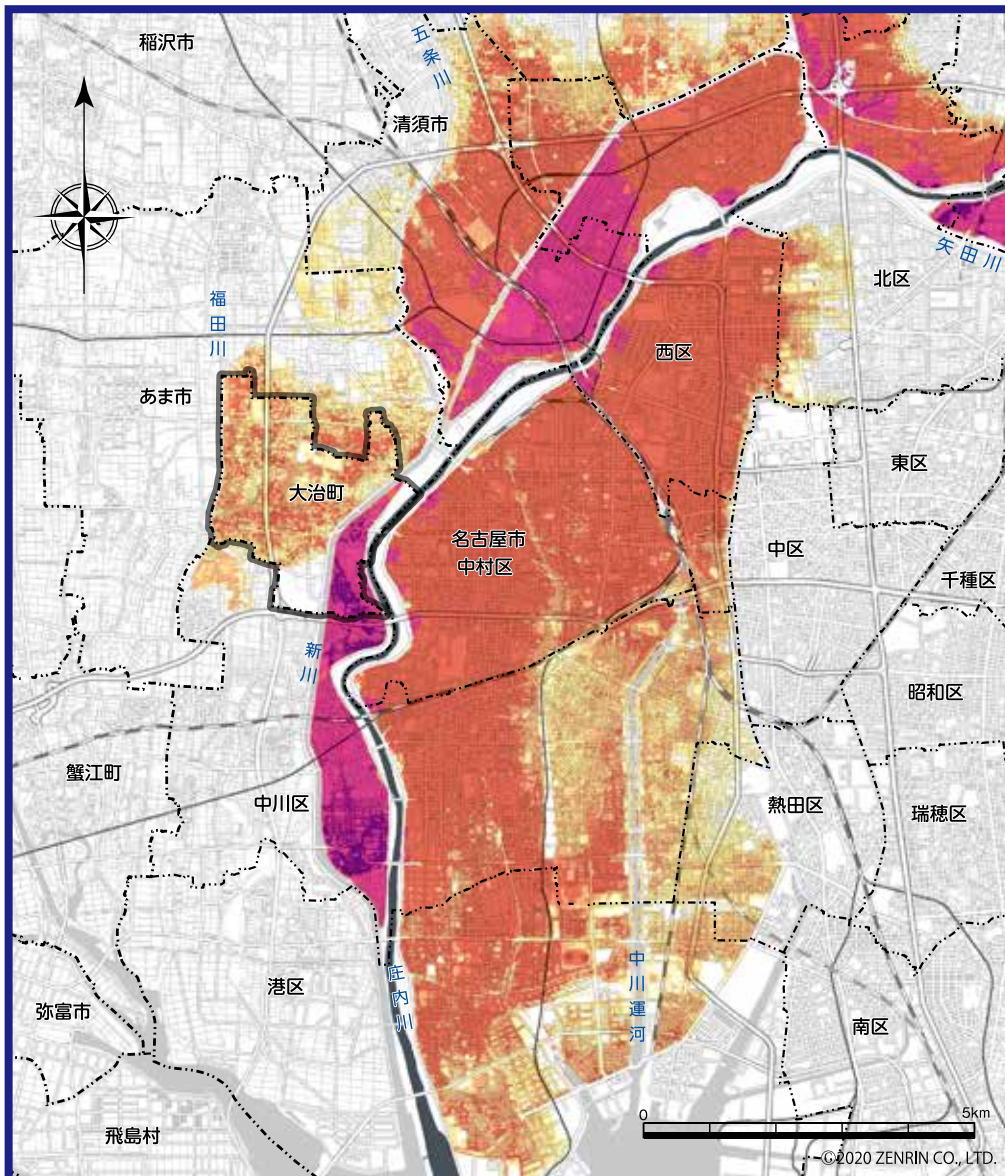 稲沢市
五条川
清須市
矢田川
北区
福田川
西区
あま市
東区
大治町
名古屋市
中村区
中区
千種区
新川
昭和区
蟹江町
中川区
熱田区
瑞穂区
港区
庄内川
中川運河
弥富市
南区
飛島村
0
5km
©2020 ZENRIN CO., LTD.